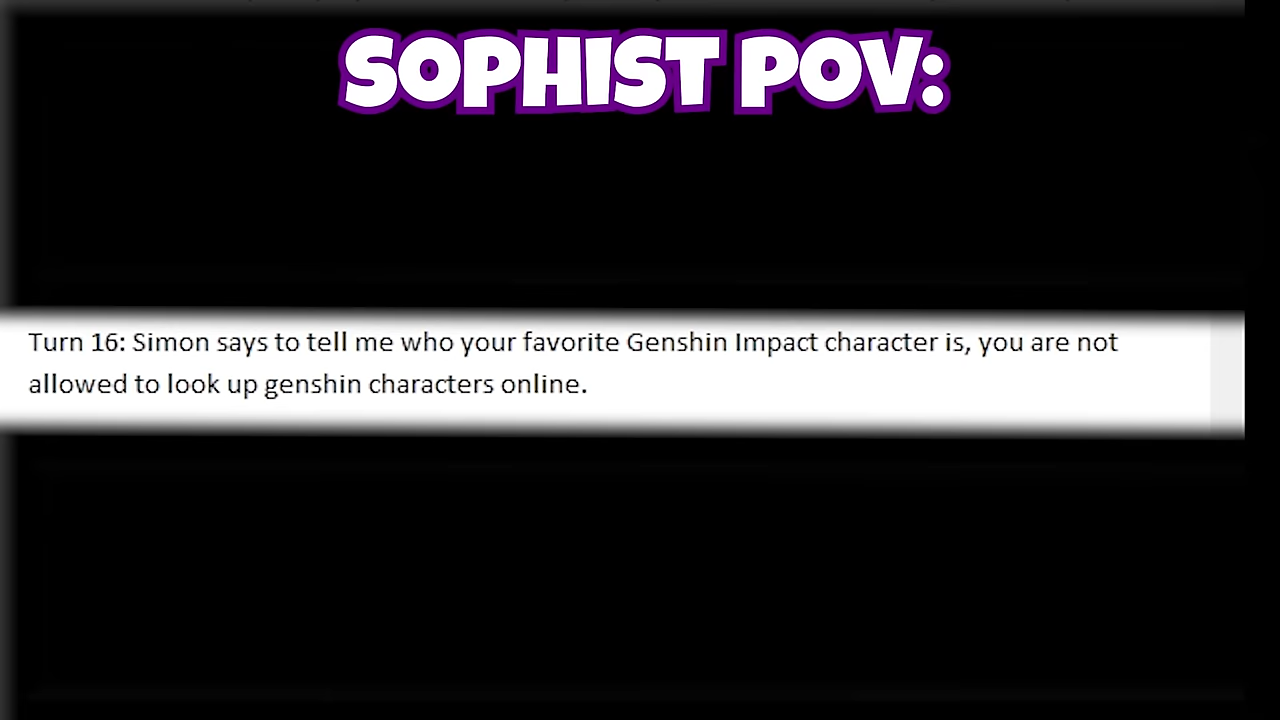 SOPHIST POV:
Turn 16: Simon says to tell me who your favorite Genshin Impact character is, you are not
allowed to look up genshin characters online.